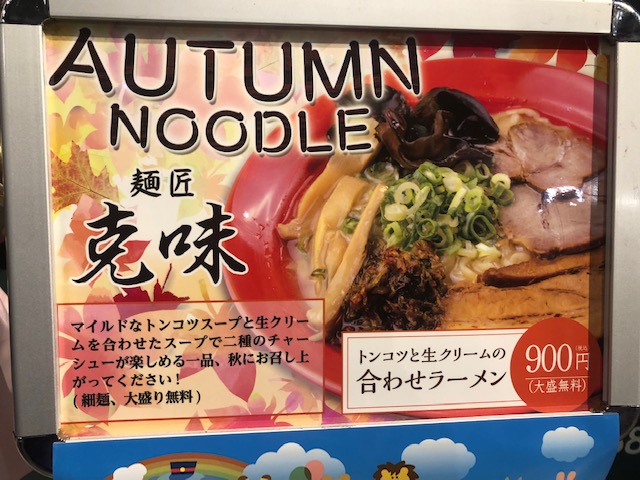 AUTUMN
NOODLE
麺匠
克味
マイルドなトンコツスープと生クリー
ムを合わせたスープで二種のチャー
シューが楽しめる一品、秋にお召し上
がってください！
(細麺、大盛り無料)
トンコツと生クリームの
合わせラーメン
(税込)
900円
(大盛無料)